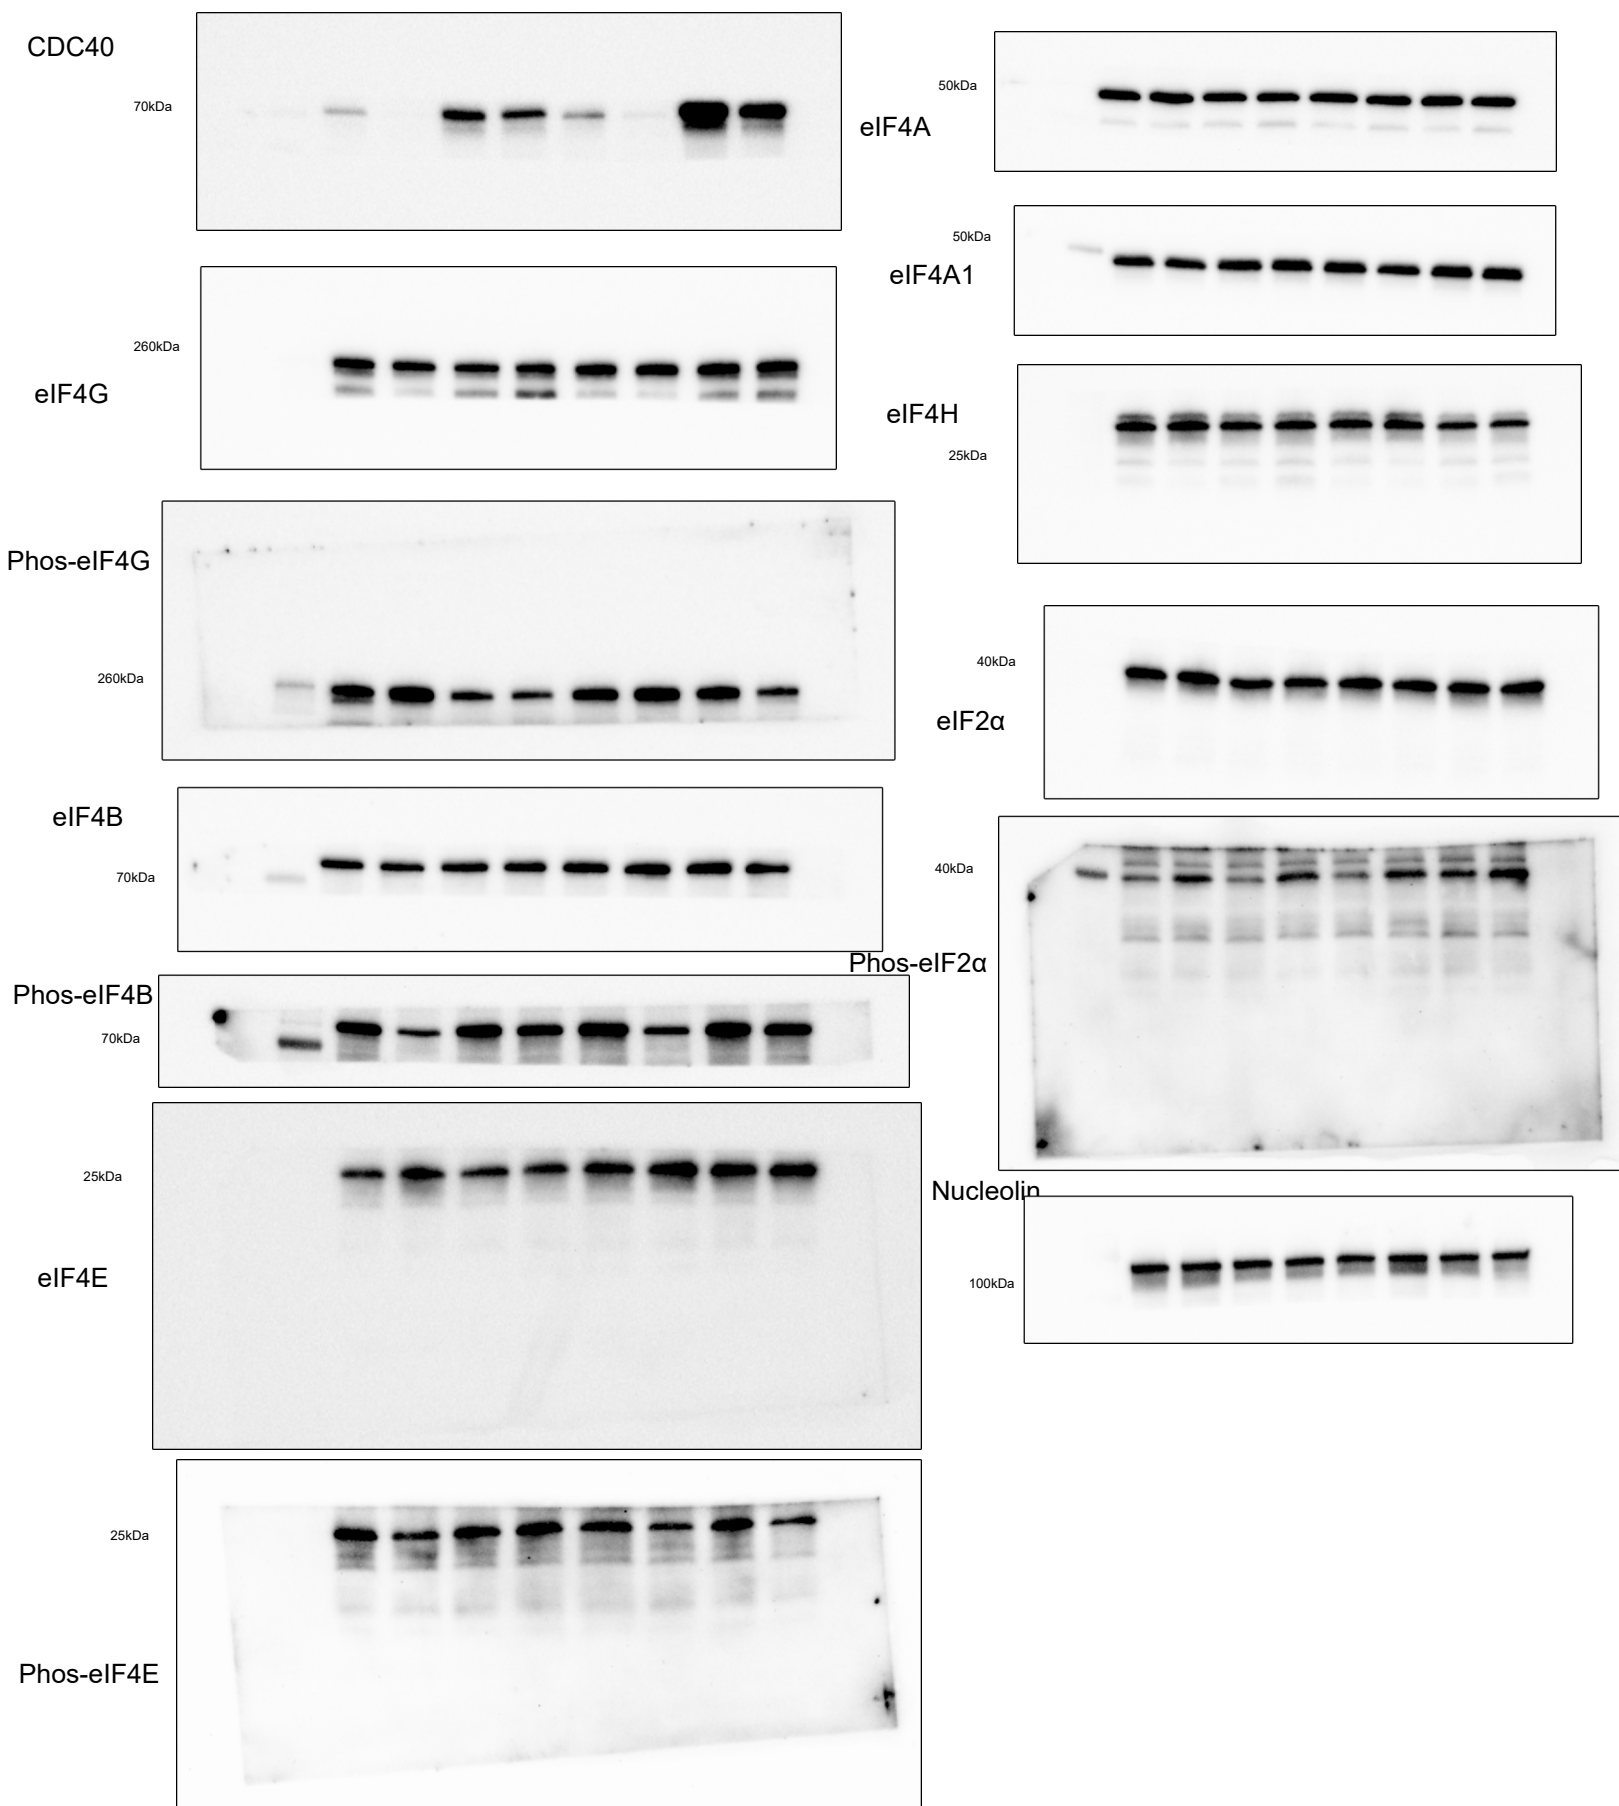 CDC40
70kDa
260kDa
eIF4G
Phos-eIF4G
260kDa
eIF4B
70kDa
Phos-eIF4B
70kDa
25kDa
eIF4E
25kDa
Phos-eIF4E
50kDa
eIF4A
50kDa
eIF4A1
eIF4H
25kDa
40kDa
eIF2α
40kDa
Phos-eIF2α
Nucleolin
100kDa